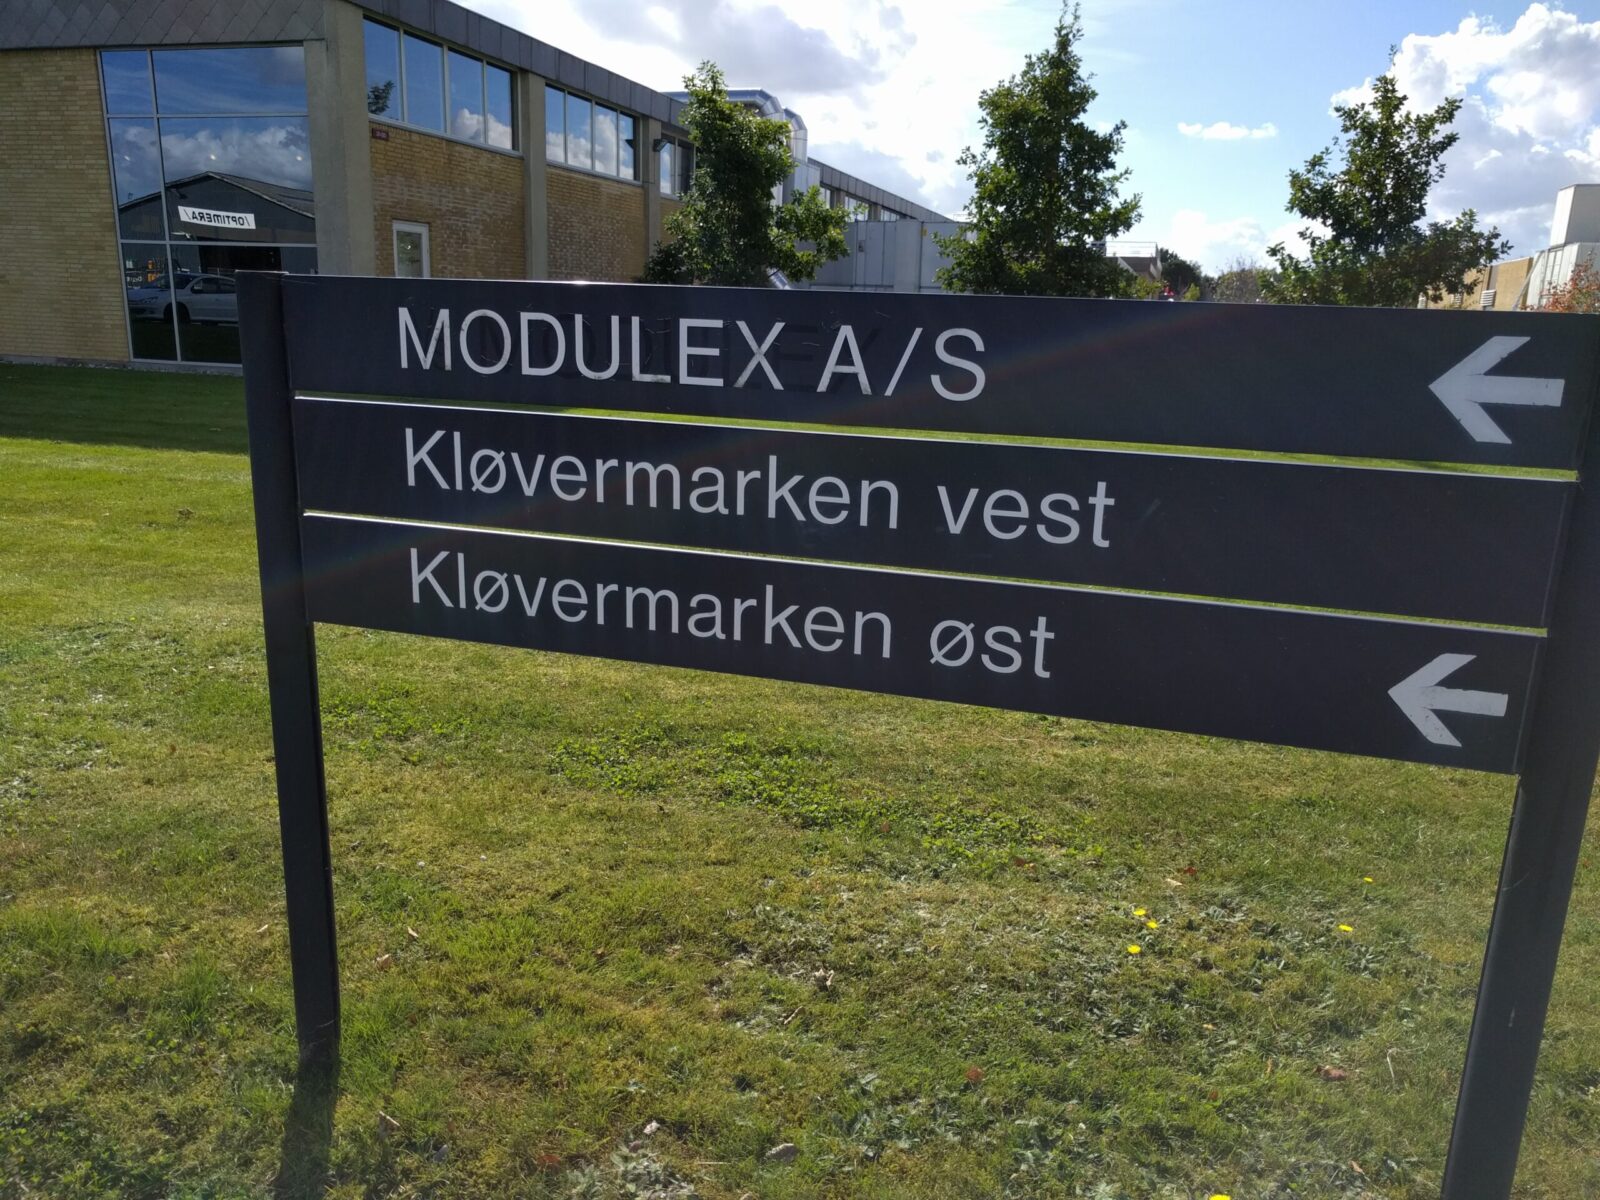 /OPTIMERA/
MODULEX A/S
Kløvermarken vest
Kløvermarken øst